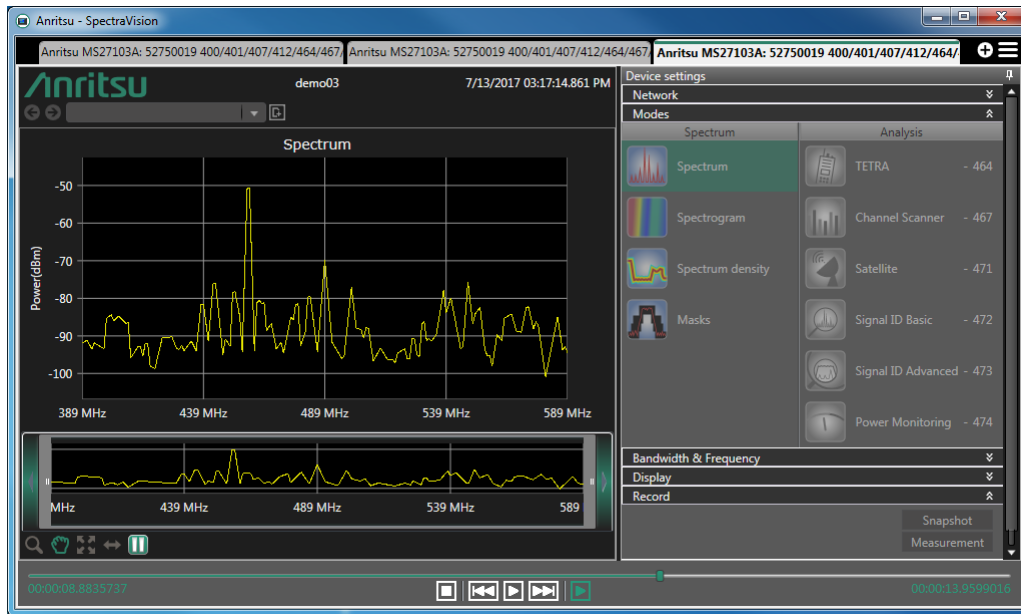 Anritsu - SpectraVision
Anritsu MS27103A: 52750019 400/401/407/412/464/467/
Anritsu MS27103A: 52750019 400/401/407/412/464/467/
Anritsu MS27103A: 52750019 400/401/407/412/464/
Anritsu
demo03
7/13/2017 03:17:14.861 PM
Spectrum
Power(dBm)
-50
-60
-70
-80
-90
-100
389 MHz 439 MHz 489 MHz 539 MHz 589 MHz
MHz 439 MHz 489 MHz 539 MHz 589
Device settings
Network
Modes
Spectrum
Analysis
Spectrum
Spectrogram
Spectrum density
Masks
TETRA - 464
Channel Scanner - 467
Satellite - 471
Signal ID Basic - 472
Signal ID Advanced - 473
Power Monitoring - 474
Bandwidth & Frequency
Display
Record
Snapshot
Measurement
00:00:08.8835737
00:00:13.9599016